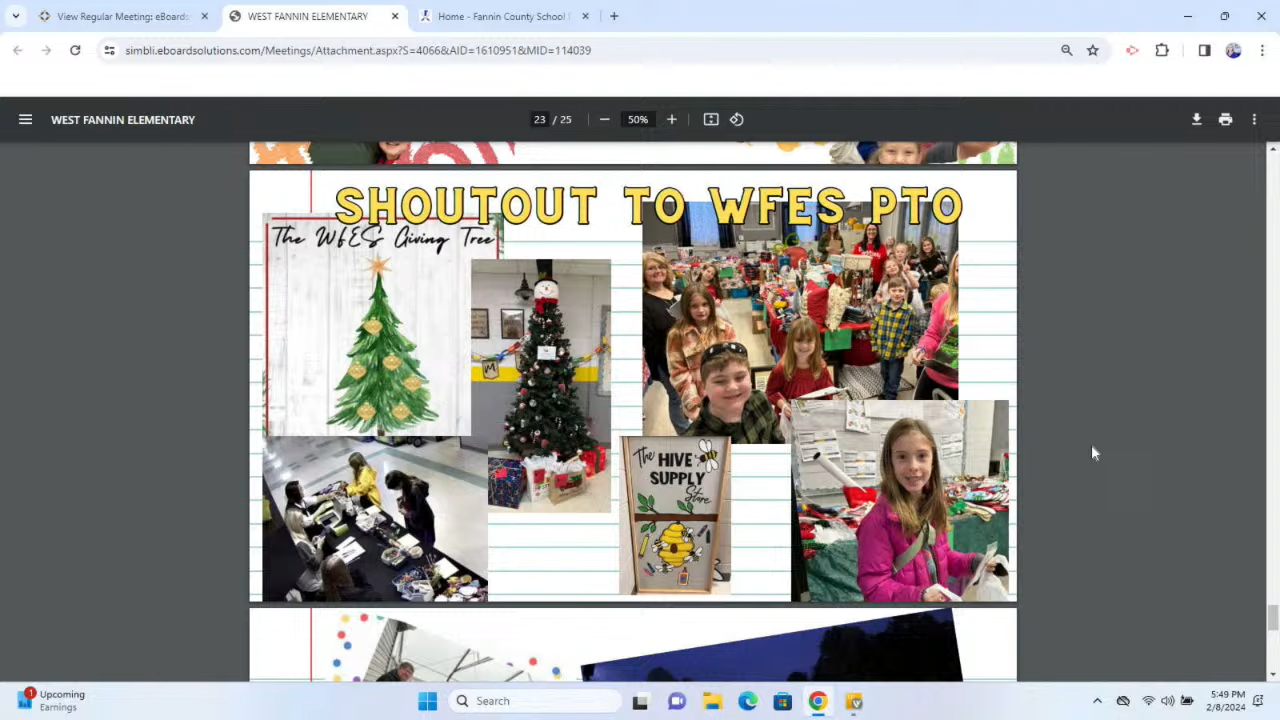 View Regular Meeting: eBoards
WEST FANNIN ELEMENTARY
Home - Fannin County School
simbli.eboardsolutions.com/Meetings/Attachment.aspx?S=4066&AID=1610951&MID=114039
WEST FANNIN ELEMENTARY
23 / 25
50%
SHOUTOUT TO WFES PTO
The WFES Giving Tree
M
The HIVE
SUPPLY
Store
1
Upcoming
Earnings
Search
5:49 PM
2/8/2024